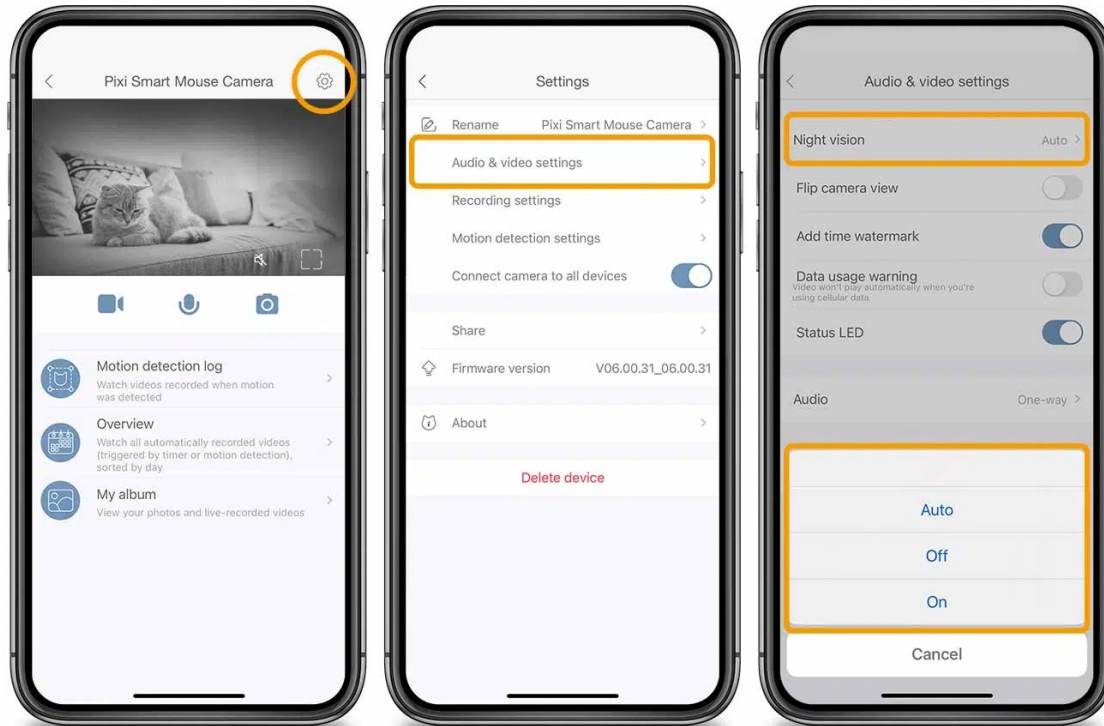 Pixi Smart Mouse Camera
Motion detection log
Watch videos recorded when motion
was detected
Overview
Watch all automatically recorded videos
(triggered by timer or motion detection),
sorted by day
My album
View your photos and live-recorded videos
Settings
Rename Pixi Smart Mouse Camera
Audio & video settings
Recording settings
Motion detection settings
Connect camera to all devices
Share
Firmware version V06.00.31_06.00.31
About
Delete device
Audio & video settings
Night vision Auto
Flip camera view
Add time watermark
Data usage warning
Video won't play automatically when you're
using cellular data
Status LED
Audio One-way
Auto
Off
On
Cancel